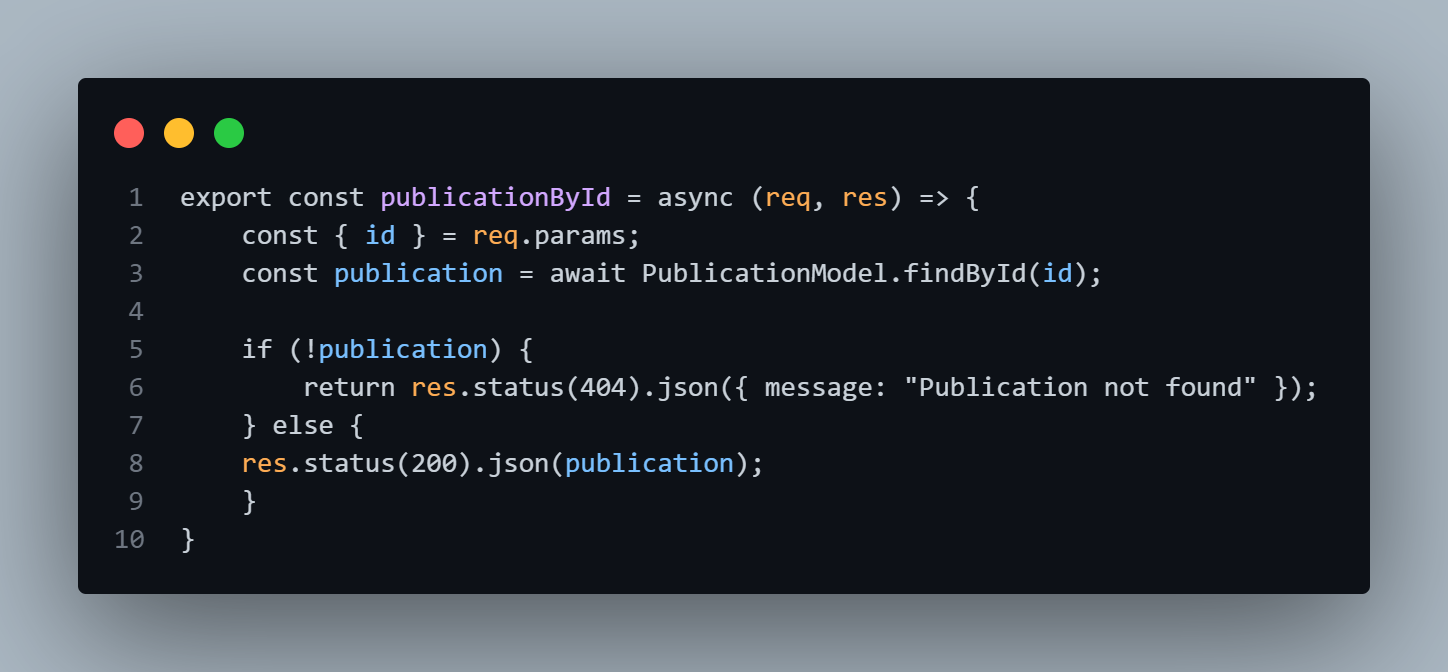 1 export const publicationById = async (req, res) => {
2     const { id } = req.params;
3     const publication = await PublicationModel.findById(id);
4
5     if (!publication) {
6         return res.status(404).json({ message: "Publication not found" });
7     } else {
8     res.status(200).json(publication);
9     }
10 }